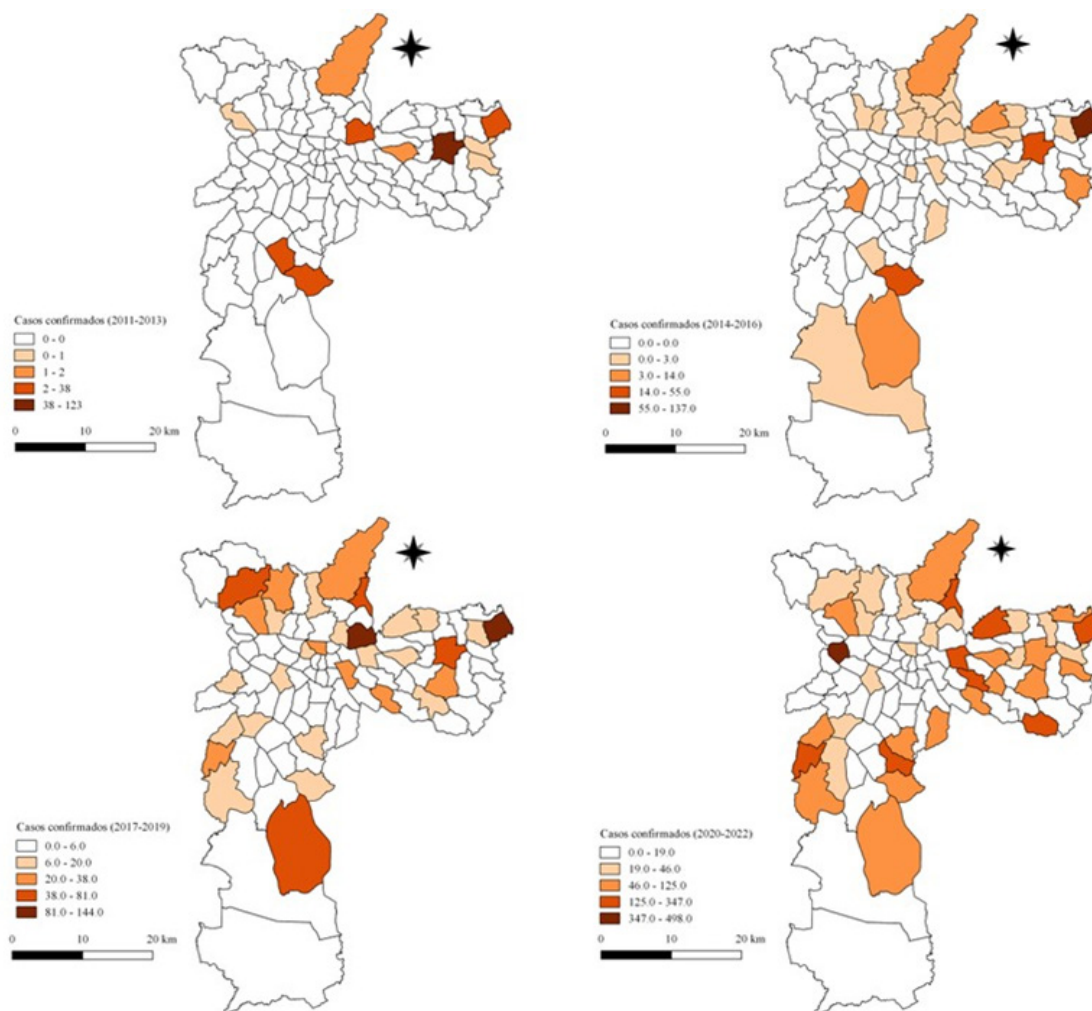 Casos confirmados (2011-2013)
0 - 0
0 - 1
1 - 2
2 - 38
38 - 123
0 10 20 km
Casos confirmados (2014-2016)
0.0 - 0.0
0.0 - 3.0
3.0 - 14.0
14.0 - 55.0
55.0 - 137.0
0 10 20 km
Casos confirmados (2017-2019)
0.0 - 6.0
6.0 - 20.0
20.0 - 38.0
38.0 - 81.0
81.0 - 144.0
0 10 20 km
Casos confirmados (2020-2022)
0.0 - 19.0
19.0 - 46.0
46.0 - 125.0
125.0 - 347.0
347.0 - 498.0
0 10 20 km